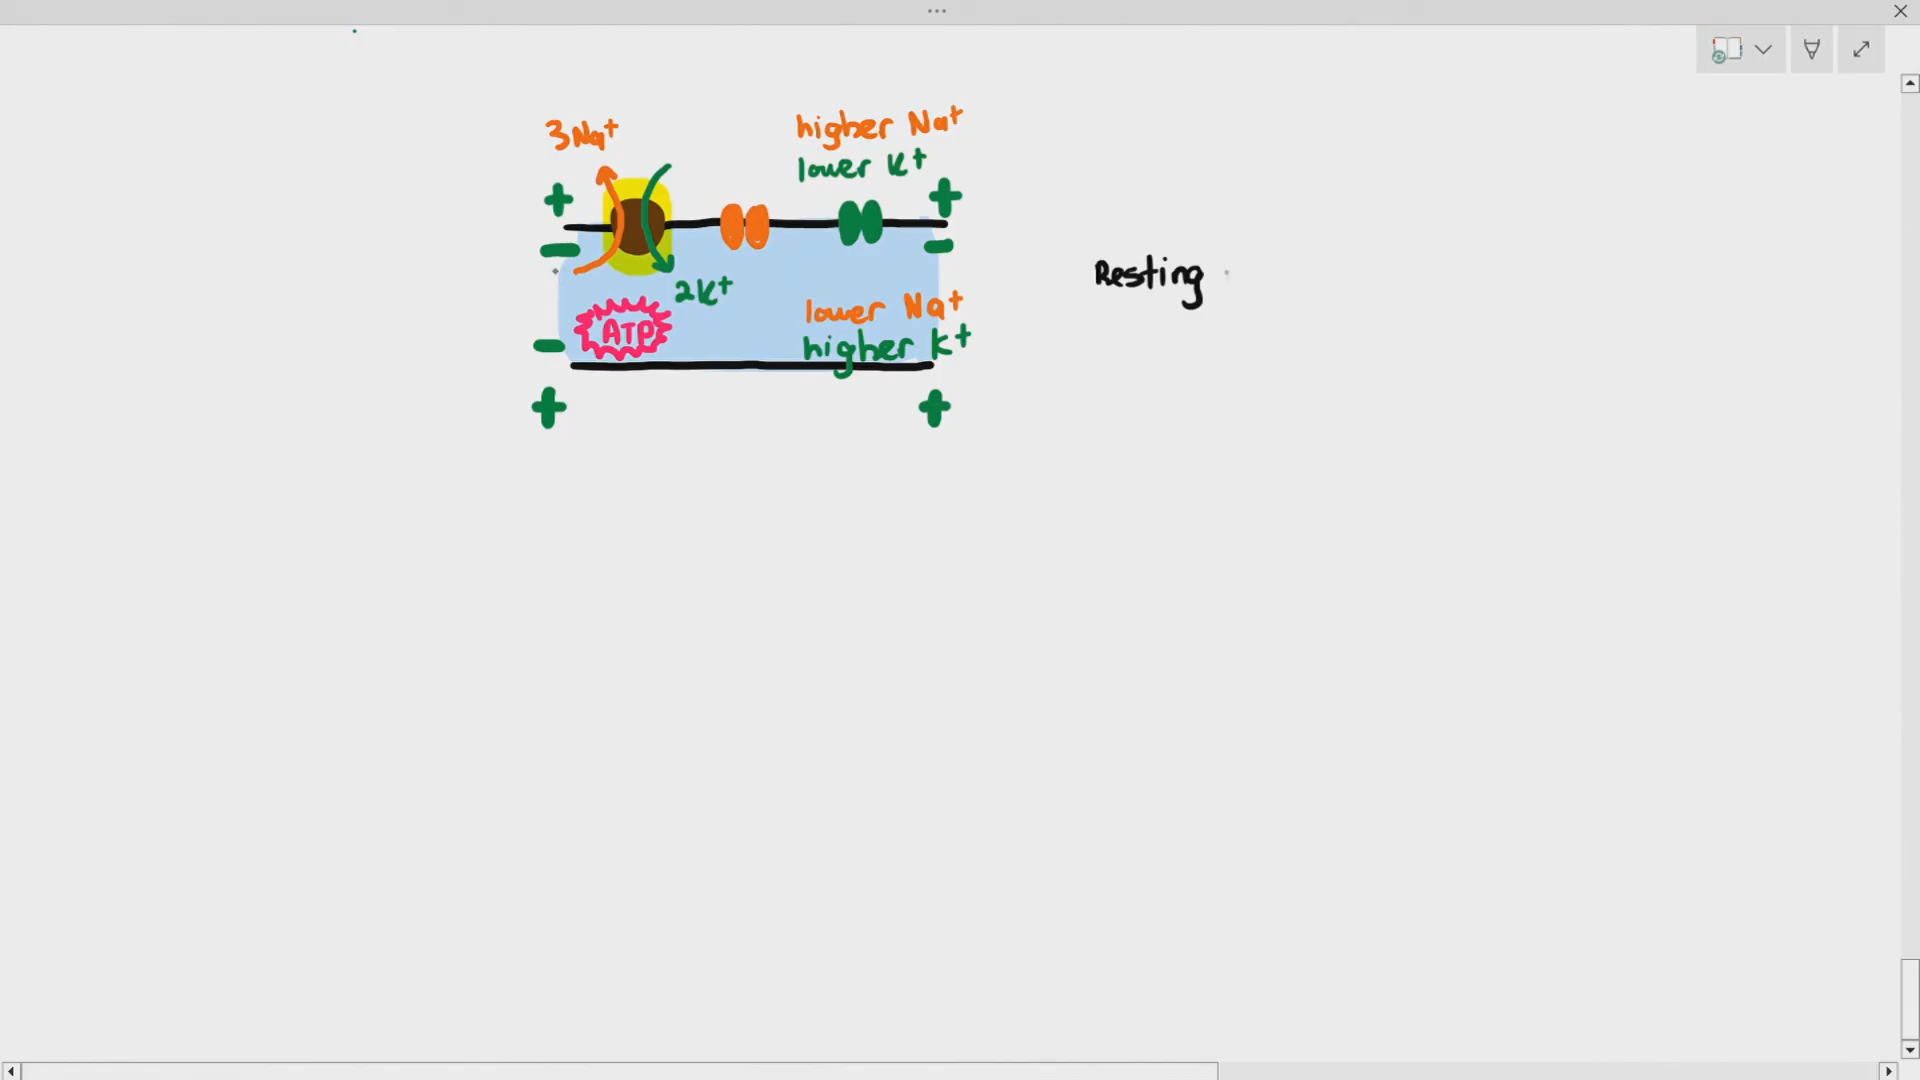 3Na⁺
higher Na⁺
lower K⁺
+ +
− −
Resting
2K⁺
lower Na⁺
ATP
higher K⁺
−
+ +